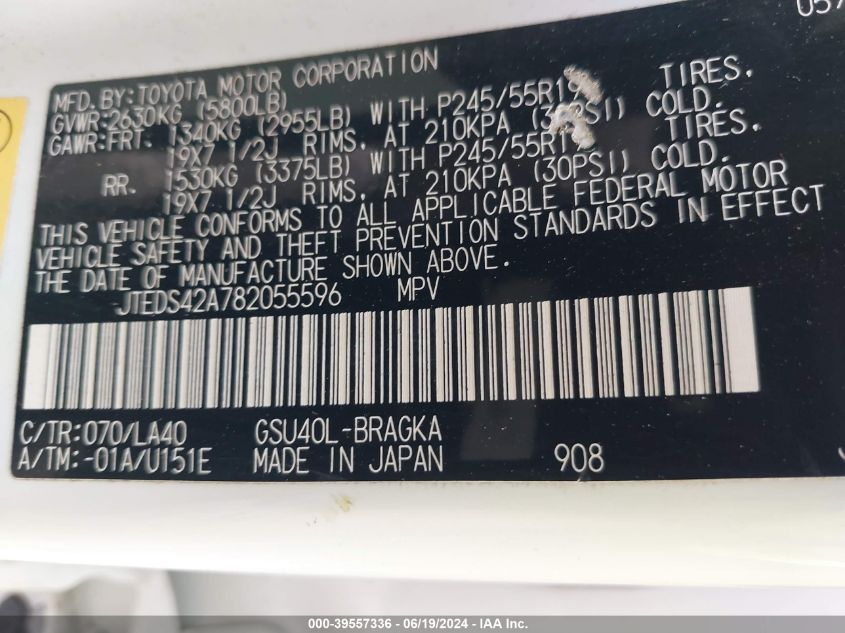 MFD.BY:TOYOTA MOTOR CORPORATION
GVWR:2630KG (5800LB)
GAWR:FRT. 1340KG (2955LB) WITH P245/55R19 TIRES,
19X7 1/2J RIMS, AT 210KPA (30PSI) COLD.
RR. 1530KG (3375LB) WITH P245/55R19 TIRES,
19X7 1/2J RIMS, AT 210KPA (30PSI) COLD.
THIS VEHICLE CONFORMS TO ALL APPLICABLE FEDERAL MOTOR
VEHICLE SAFETY AND THEFT PREVENTION STANDARDS IN EFFECT
THE DATE OF MANUFACTURE SHOWN ABOVE.
JTEDS42A782055596 MPV
C/TR:070/LA40 GSU40L-BRAGKA
A/TM:-01A/U151E MADE IN JAPAN 908
000-39557336 - 06/19/2024 - IAA Inc.